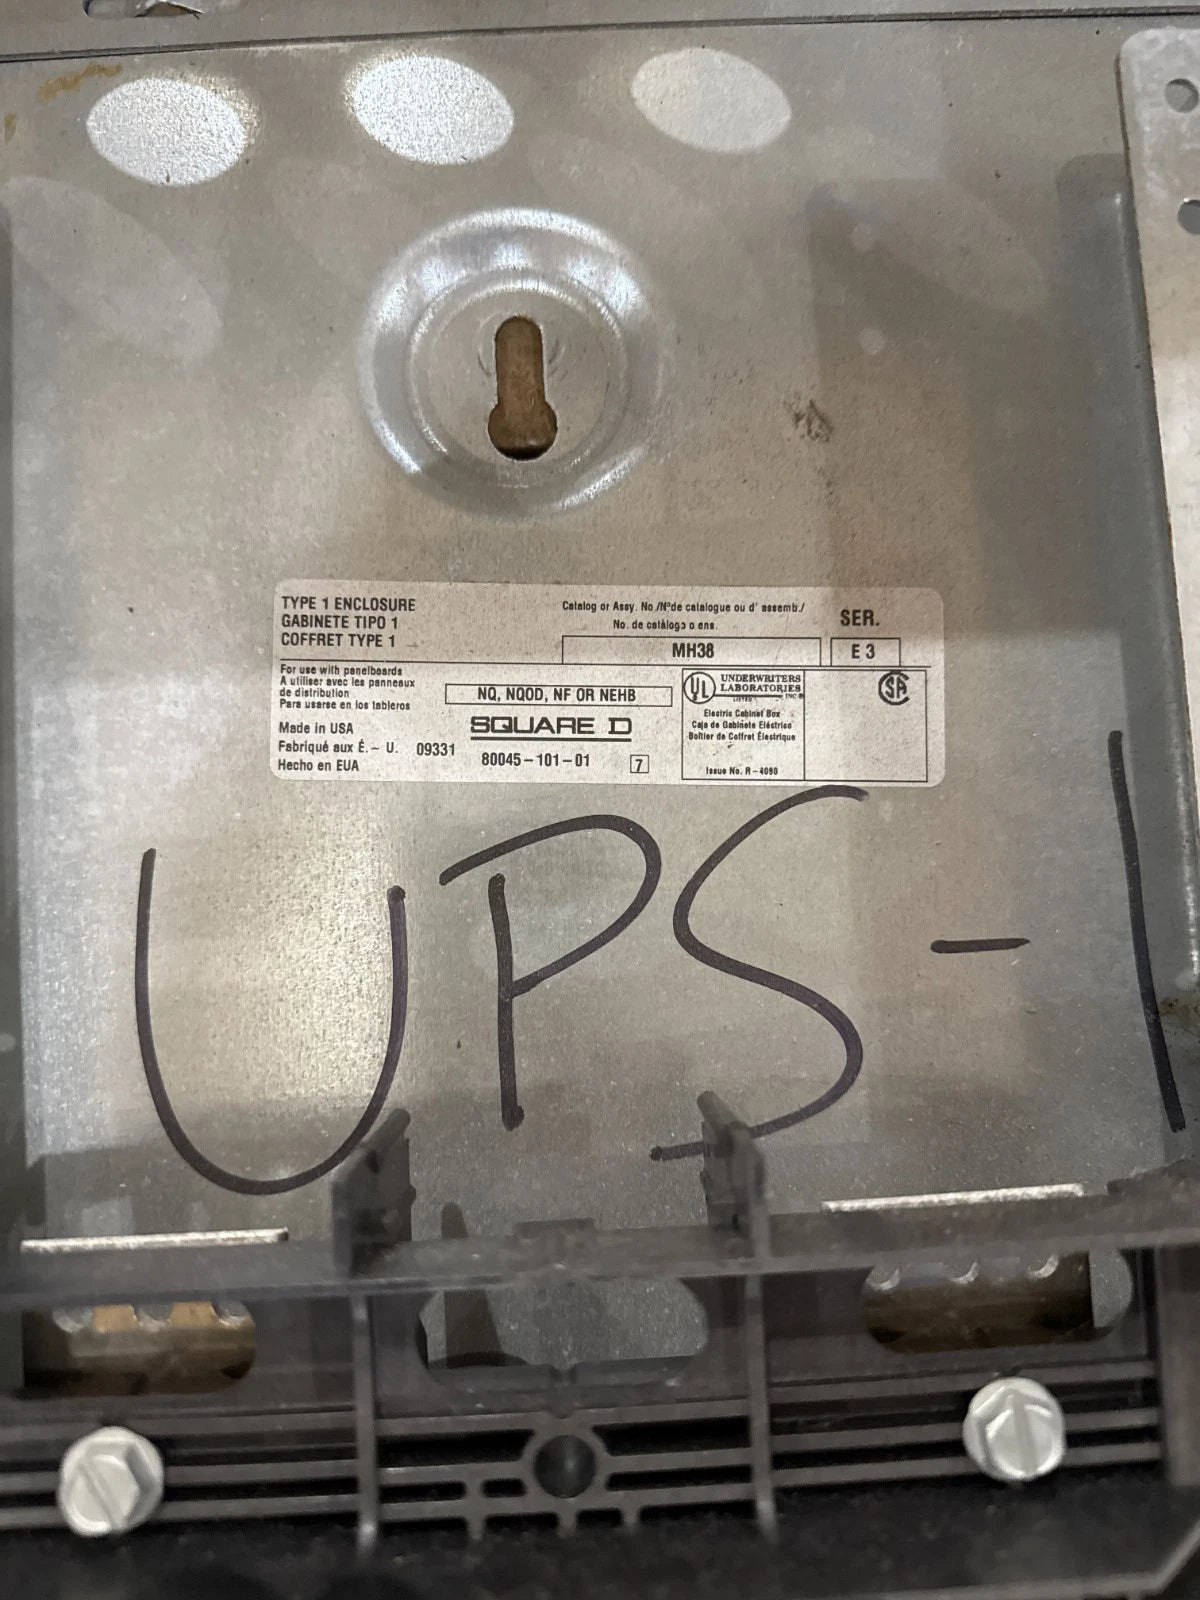 TYPE 1 ENCLOSURE
GABINETE TIPO 1
COFFRET TYPE 1
Catalog or Assy. No./Nº de catalogue ou d' assemb./
No. de catálogo o ens.
MH38
SER.
E 3
For use with panelboards
A utiliser avec les panneaux
de distribution
Para usarse en los tableros
NQ, NQOD, NF OR NEHB
Made in USA
Fabriqué aux É.-U.
Hecho en EUA
09331
SQUARE D
80045-101-01
7
UL
UNDERWRITERS
LABORATORIES
INC.®
LISTED
Electric Cabinet Box
Caja de Gabinete Eléctrico
Boîtier de Coffret Électrique
Issue No. R-4090
SA
UPS-1